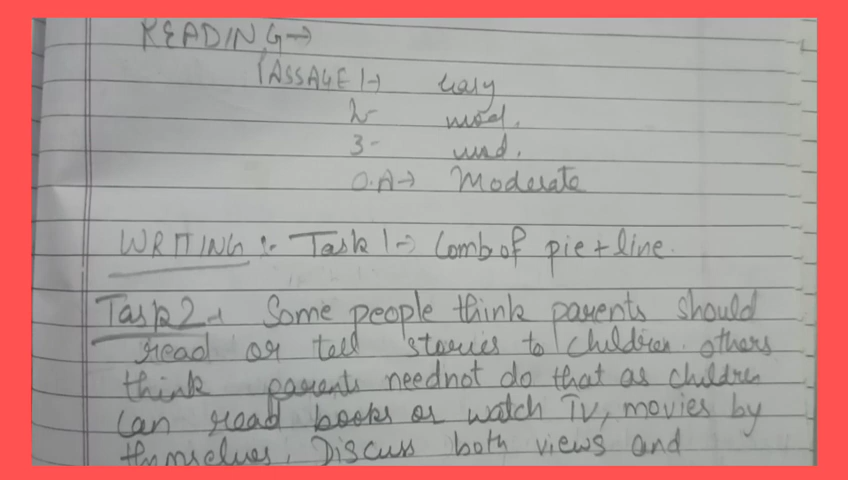 READING→
PASSAGE 1→ easy
2- mod.
3- mod.
O.A→ Moderate
WRITING :- Task 1→ Comb of pie + line.
Task 2→ Some people think parents should
read or tell stories to children. others
think parents neednot do that as children
can read books or watch TV, movies by
themselves. Discuss both views and